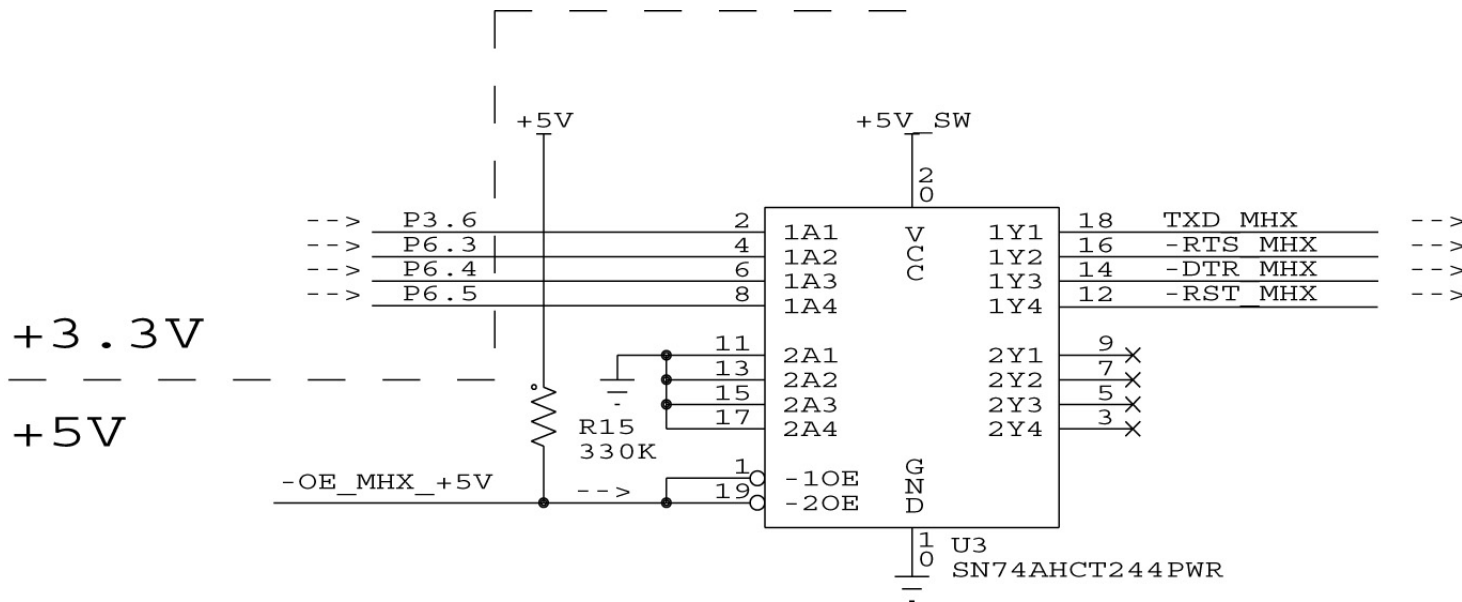 +5V +5V_SW
2
0
--> P3.6 2 1A1 V 1Y1 18 TXD_MHX -->
--> P6.3 4 1A2 C 1Y2 16 -RTS_MHX -->
--> P6.4 6 1A3 C 1Y3 14 -DTR_MHX -->
--> P6.5 8 1A4 1Y4 12 -RST_MHX -->
+3.3V
11 2A1 2Y1 9
13 2A2 2Y2 7
15 2A3 2Y3 5
17 2A4 2Y4 3
+5V
R15
330K
-OE_MHX_+5V -->
1 -1OE G
19 -2OE N
D
1
0
U3
SN74AHCT244PWR